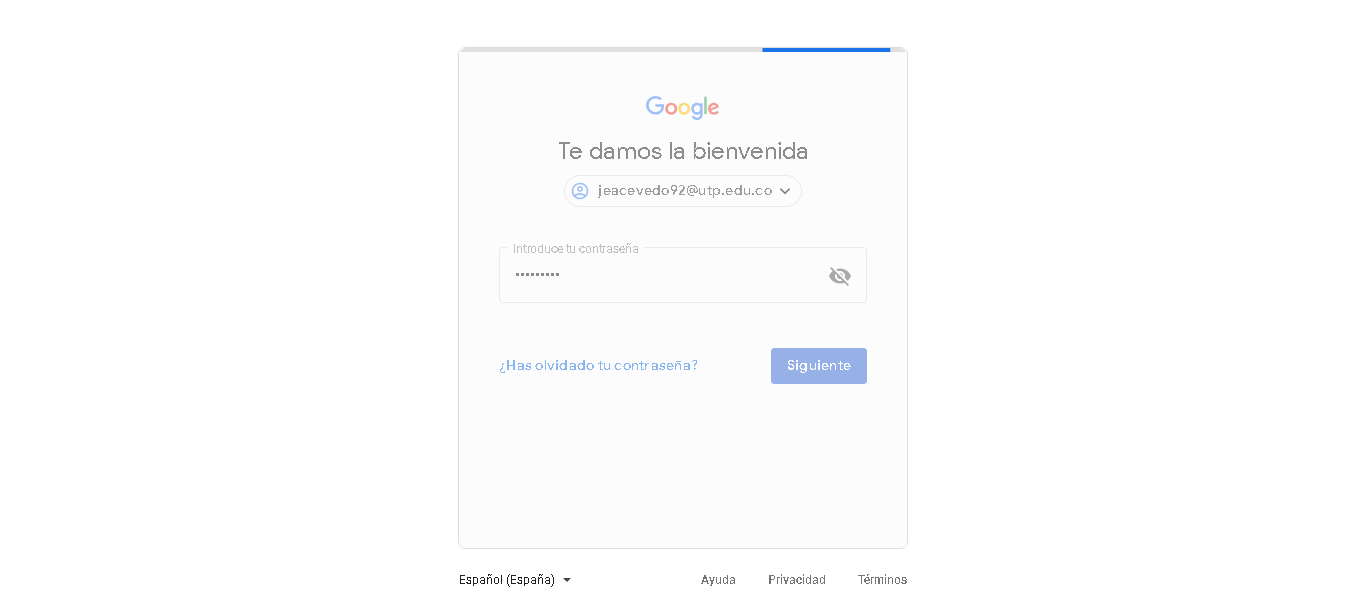 Google
Te damos la bienvenida
jeacevedo92@utp.edu.co
Introduce tu contraseña
•••••••••
¿Has olvidado tu contraseña?
Siguiente
Español (España)
Ayuda
Privacidad
Términos